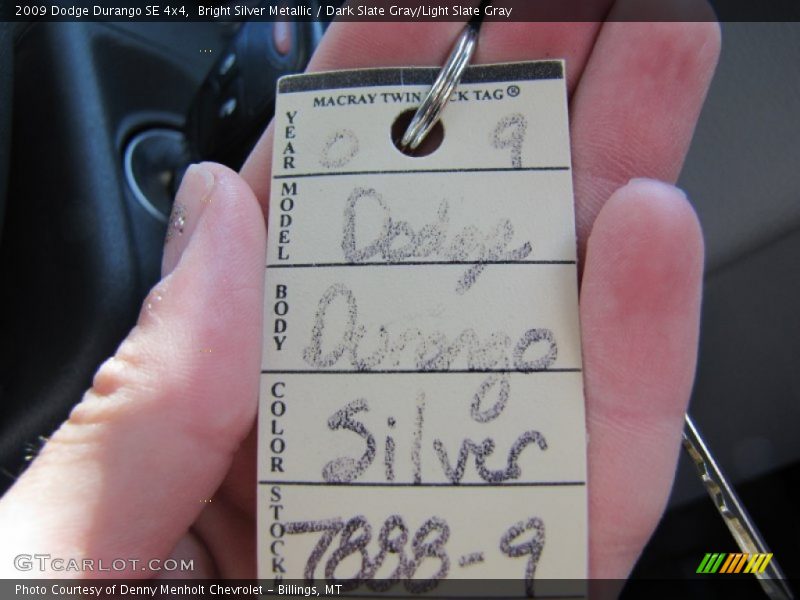 2009 Dodge Durango SE 4x4,  Bright Silver Metallic / Dark Slate Gray/Light Slate Gray
MACRAY TWIN LOCK TAG®
YEAR 0 9
MODEL Dodge
BODY Durango
COLOR Silver
STOCK# 7888-9
GTCARLOT.COM
Photo Courtesy of Denny Menholt Chevrolet – Billings, MT